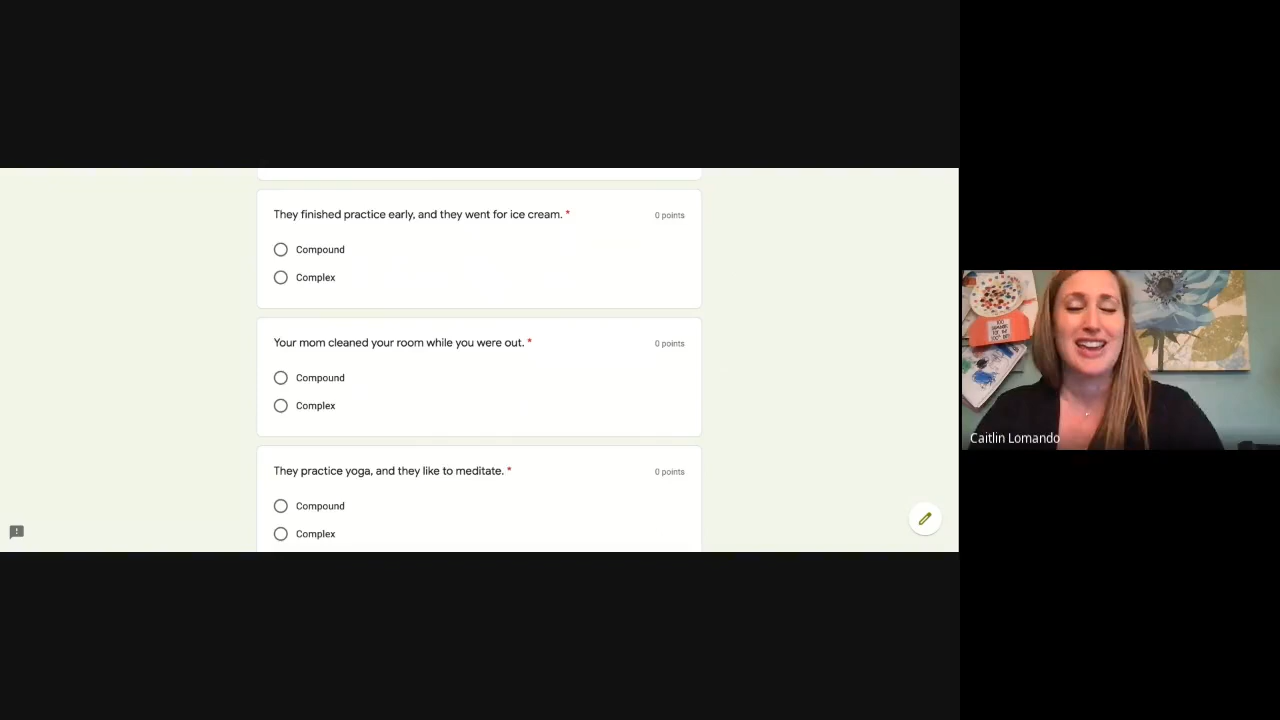 They finished practice early, and they went for ice cream. *
0 points
Compound
Complex
Your mom cleaned your room while you were out. *
0 points
Compound
Complex
They practice yoga, and they like to meditate. *
0 points
Compound
Complex
Caitlin Lomando